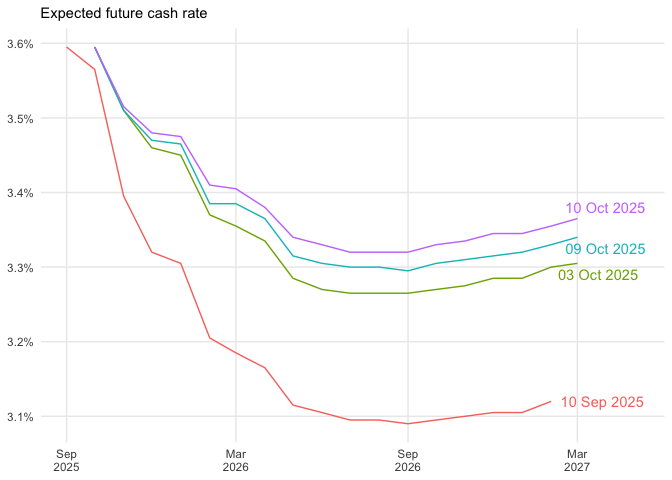 Expected future cash rate
3.6%
3.5%
3.4%
3.3%
3.2%
3.1%
10 Oct 2025
09 Oct 2025
03 Oct 2025
10 Sep 2025
Sep
2025
Mar
2026
Sep
2026
Mar
2027